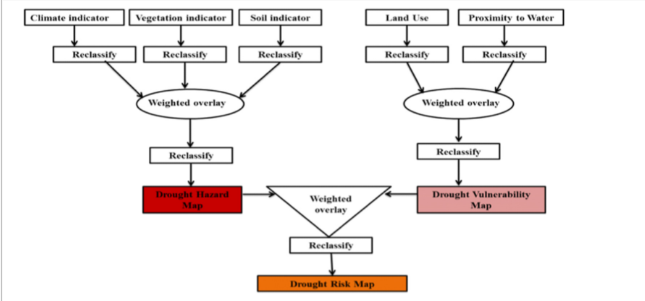 Climate indicator
Vegetation indicator
Soil indicator
Land Use
Proximity to Water
Reclassify
Reclassify
Reclassify
Reclassify
Reclassify
Weighted overlay
Weighted overlay
Reclassify
Reclassify
Drought Hazard
Map
Weighted
overlay
Drought Vulnerability
Map
Reclassify
Drought Risk Map